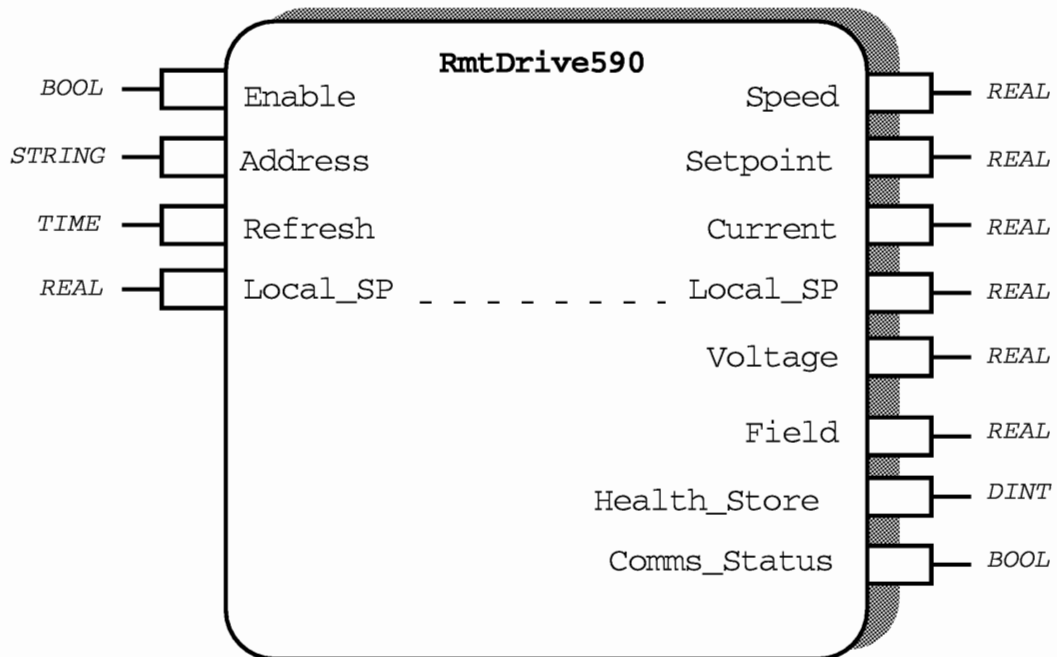 RmtDrive590
BOOL Enable Speed REAL
STRING Address Setpoint REAL
TIME Refresh Current REAL
REAL Local_SP _ _ _ _ _ _ _ _ Local_SP REAL
Voltage REAL
Field REAL
Health_Store DINT
Comms_Status BOOL